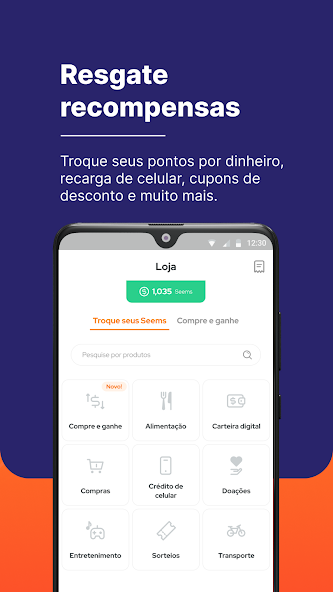 Resgate
recompensas
Troque seus pontos por dinheiro,
recarga de celular, cupons de
desconto e muito mais.
12:30
Loja
1,035 Seems
Troque seus Seems Compre e ganhe
Pesquise por produtos
Novo!
Compre e ganhe Alimentação Carteira digital
Compras Crédito de
celular Doações
Entretenimento Sorteios Transporte